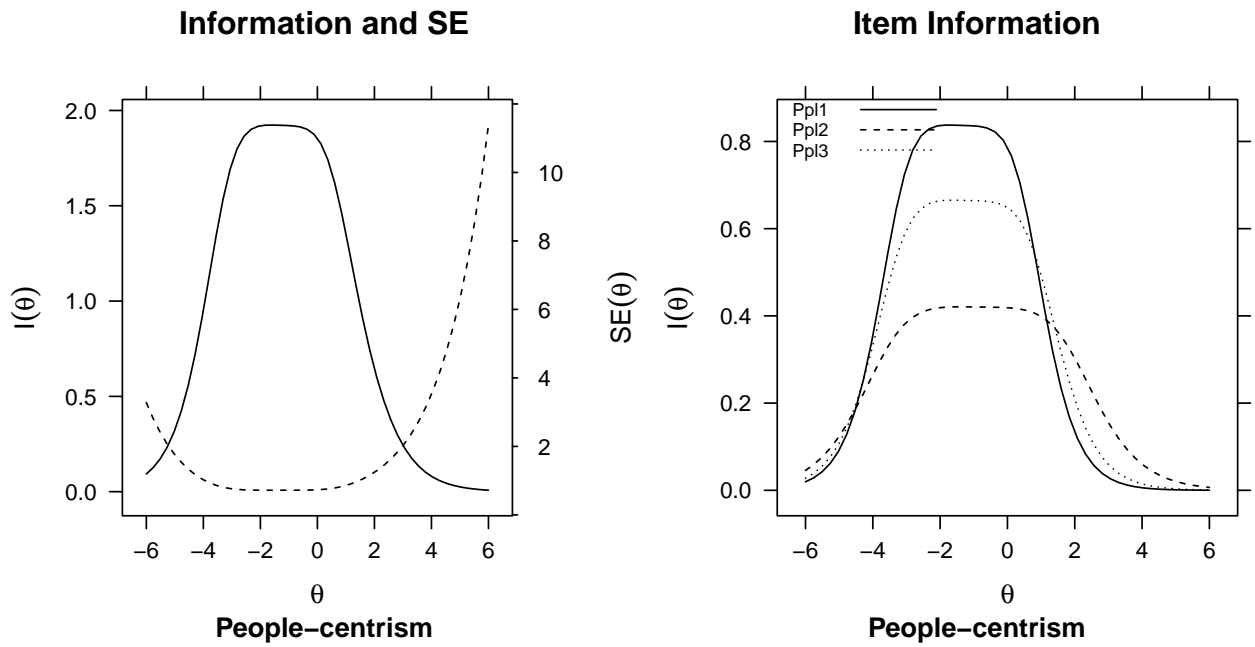 Information and SE
2.0
1.5
1.0
0.5
0.0
I(θ)
10
8
6
4
2
SE(θ)
−6 −4 −2 0 2 4 6
θ
People−centrism
Item Information
Ppl1
Ppl2
Ppl3
0.8
0.6
0.4
0.2
0.0
I(θ)
−6 −4 −2 0 2 4 6
θ
People−centrism